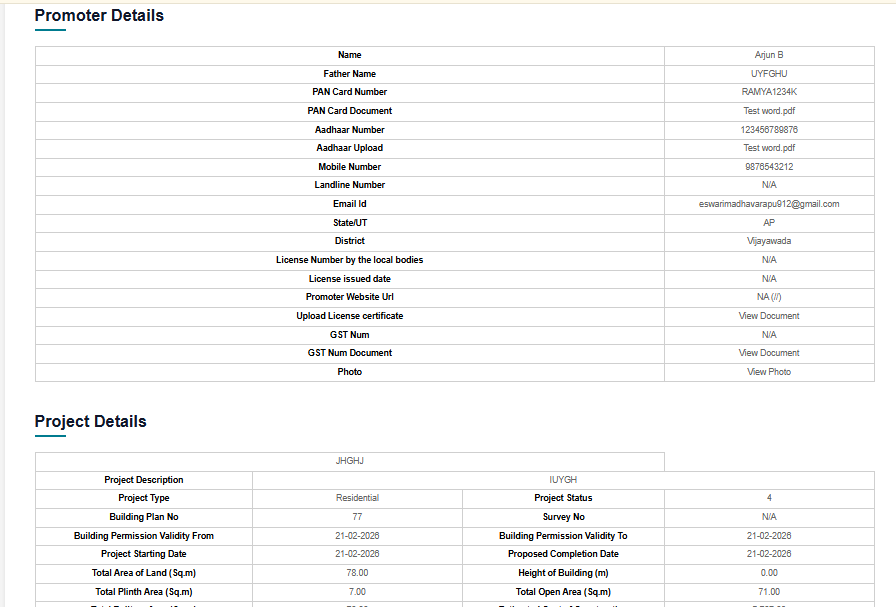 Promoter Details
Name Arjun B
Father Name UYFGHU
PAN Card Number RAMYA1234K
PAN Card Document Test word.pdf
Aadhaar Number 123456789876
Aadhaar Upload Test word.pdf
Mobile Number 9876543212
Landline Number N/A
Email Id eswarimadhavarapu912@gmail.com
State/UT AP
District Vijayawada
License Number by the local bodies N/A
License issued date N/A
Promoter Website Url NA (//)
Upload License certificate View Document
GST Num N/A
GST Num Document View Document
Photo View Photo
Project Details
JHGHJ
Project Description IUYGH
Project Type Residential Project Status 4
Building Plan No 77 Survey No N/A
Building Permission Validity From 21-02-2026 Building Permission Validity To 21-02-2026
Project Starting Date 21-02-2026 Proposed Completion Date 21-02-2026
Total Area of Land (Sq.m) 78.00 Height of Building (m) 0.00
Total Plinth Area (Sq.m) 7.00 Total Open Area (Sq.m) 71.00